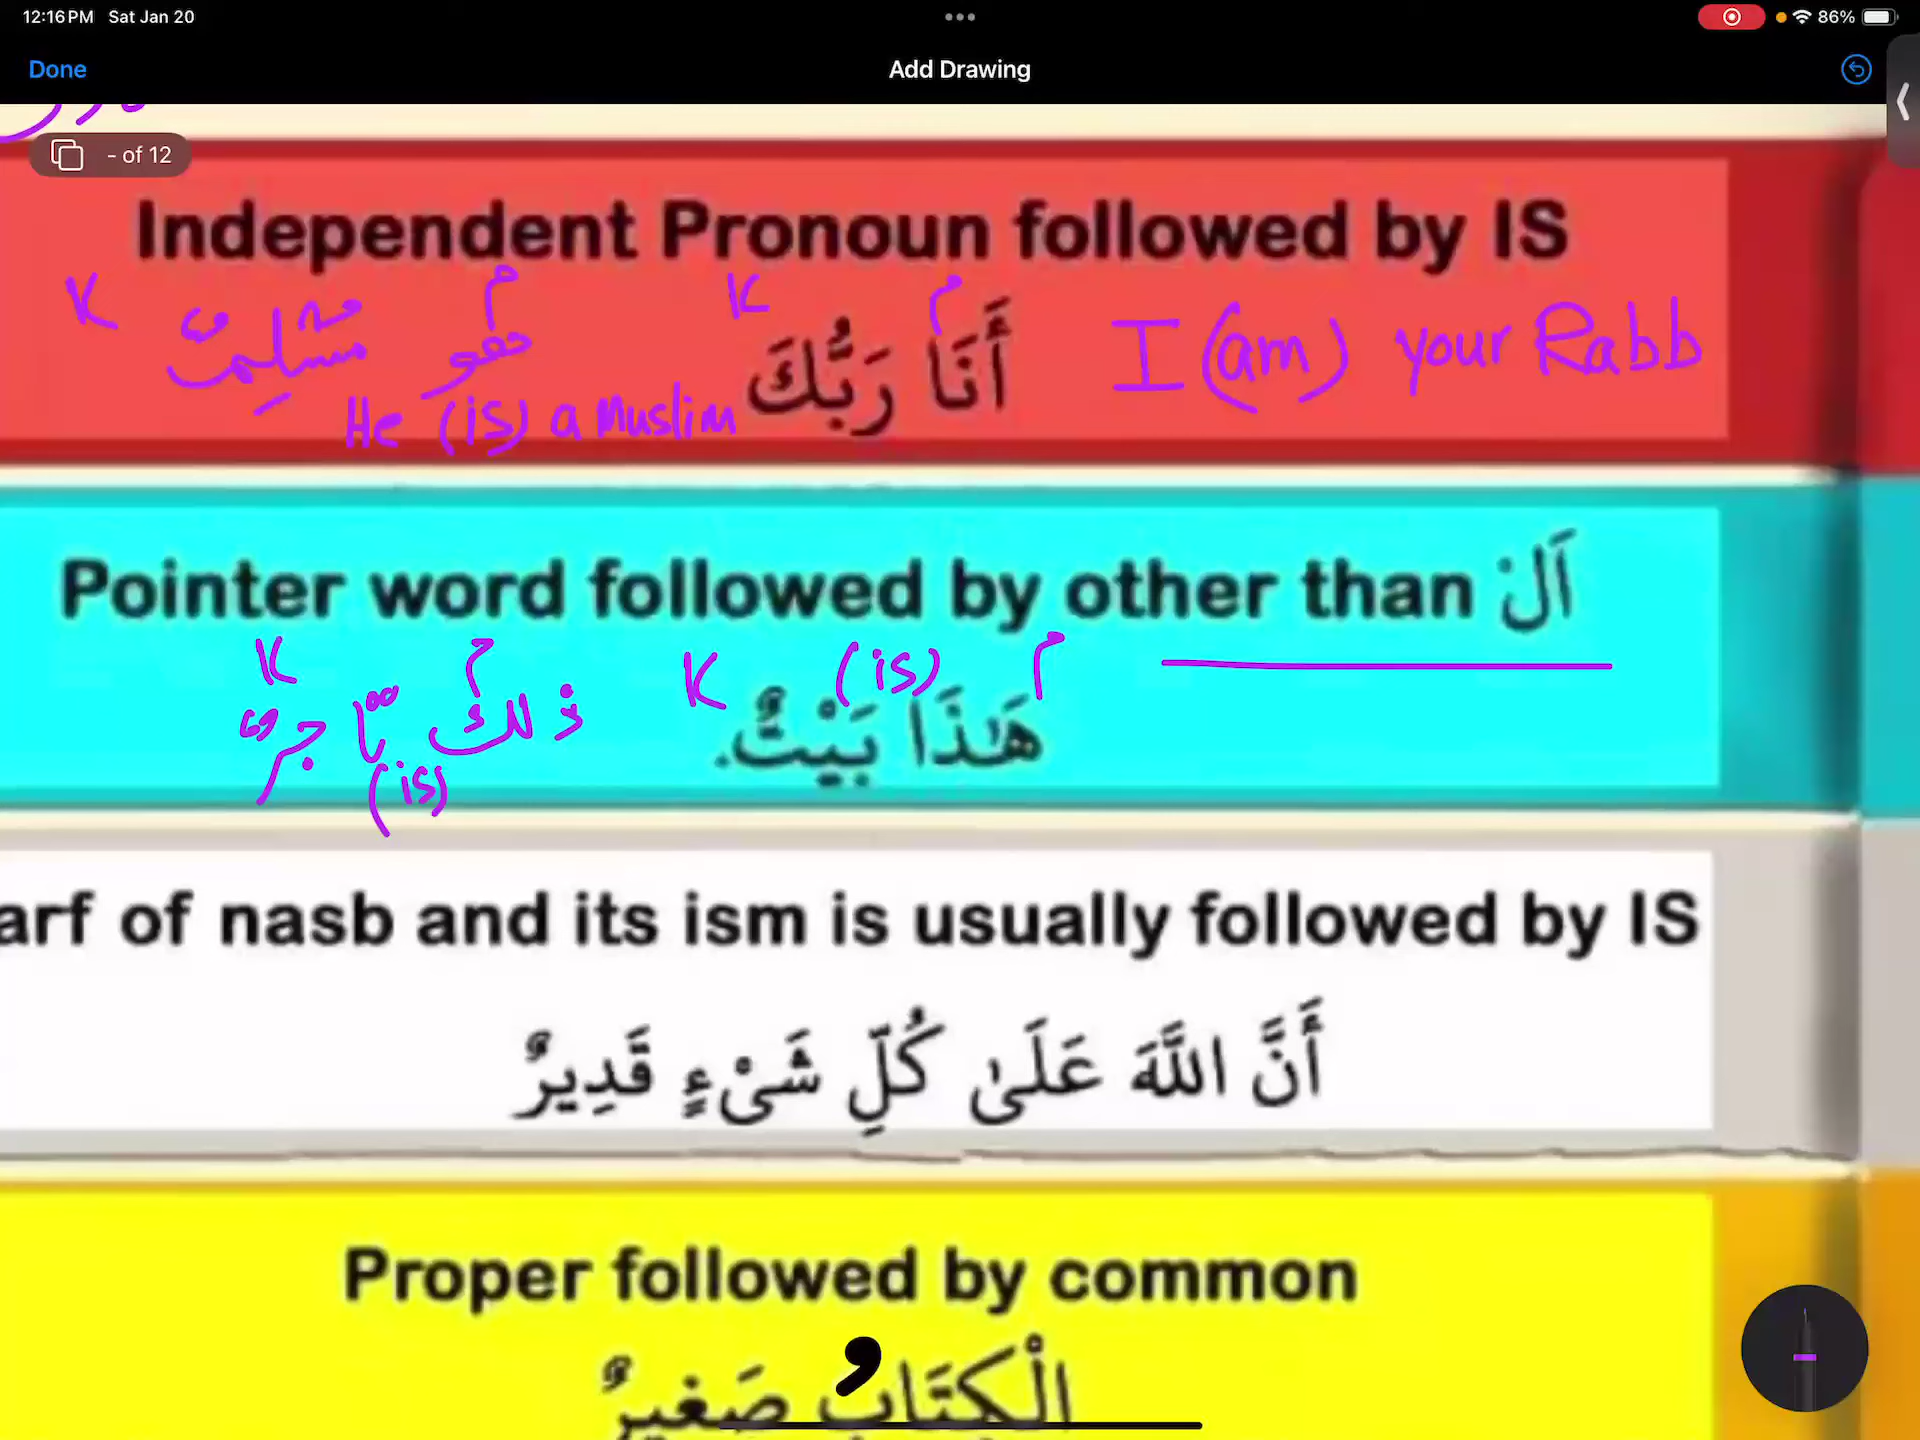 12:16 PM Sat Jan 20
86%
Done
Add Drawing
- of 12
Independent Pronoun followed by IS
K م K م
أَنَا رَبُّكَ I (am) your Rabb
هو مُسْلِمٌ
He (is) a Muslim
Pointer word followed by other than اَلْ
K م K (is) م
هَٰذَا بَيْتٌ.
ذلك تاجرٌ
(is)
arf of nasb and its ism is usually followed by IS
أَنَّ اللَّهَ عَلَىٰ كُلِّ شَىْءٍ قَدِيرٌ
Proper followed by common
الْكِتَابُ صَغِيرٌ